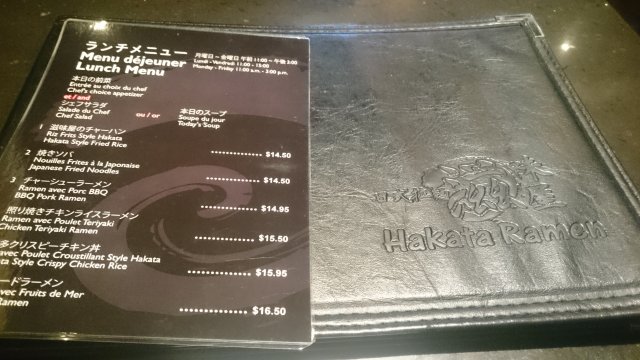 ランチメニュー
Menu déjeuner
Lunch Menu
月曜日～金曜日 午前 11:00～午後 3:00
Lundi - Vendredi 11:00 - 15:00
Monday - Friday 11:00 a.m. - 3:00 p.m.
本日の前菜
Entrée au choix du chef
Chef's choice appetizer
et / and
シェフサラダ
Salade du Chef
Chef Salad
ou / or
本日のスープ
Soupe du jour
Today's Soup
1 滋味屋のチャーハン
Riz Frits Style Hakata
Hakata Style Fried Rice
$14.50
2 焼きソバ
Nouilles Frites à la Japonaise
Japanese Fried Noodles
$14.50
3 チャーシューラーメン
Ramen avec Porc BBQ
BBQ Pork Ramen
$14.95
照り焼きチキンライスラーメン
Ramen avec Poulet Teriyaki
Chicken Teriyaki Ramen
$15.50
多クリスピーチキン丼
avec Poulet Croustillant Style Hakata
Style Crispy Chicken Rice
$15.95
ードラーメン
avec Fruits de Mer
Ramen
$16.50
Hakata Ramen